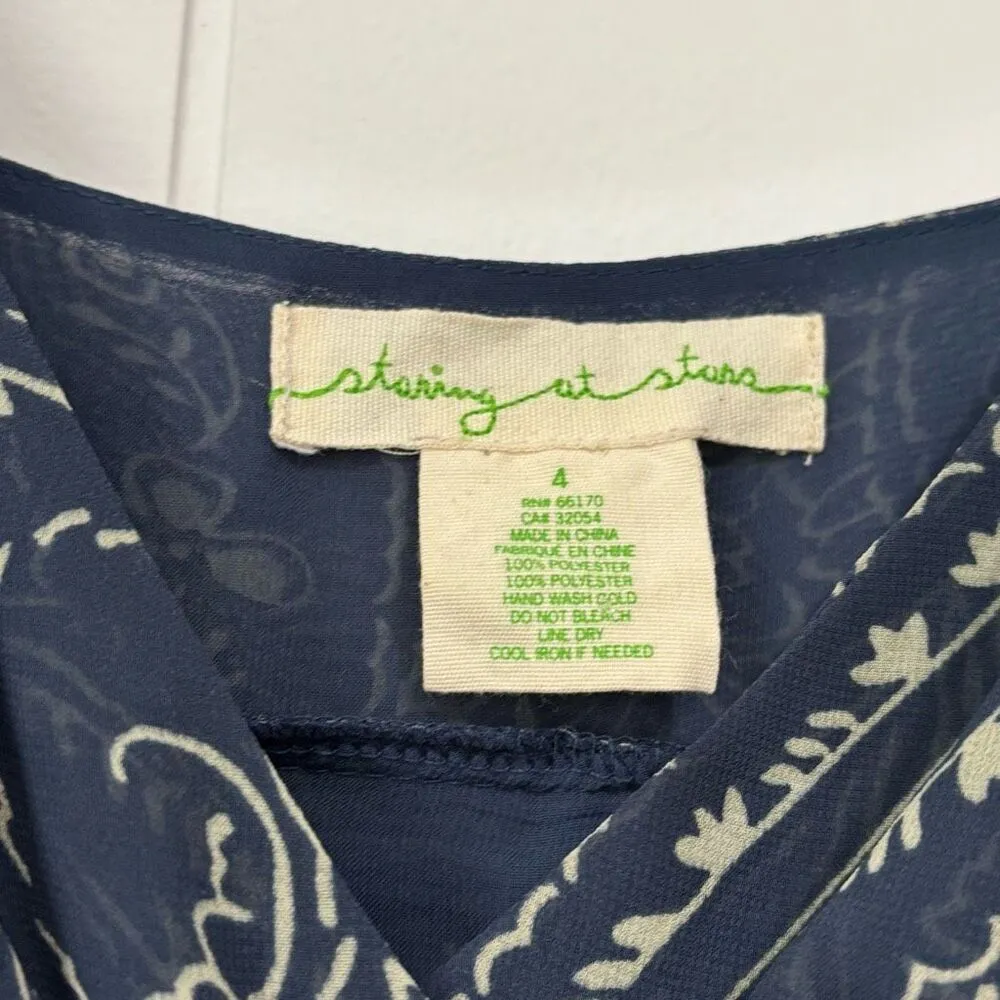 staring at stars
4
RN# 66170
CA# 32054
MADE IN CHINA
FABRIQUE EN CHINE
100% POLYESTER
100% POLYESTER
HAND WASH COLD
DO NOT BLEACH
LINE DRY
COOL IRON IF NEEDED